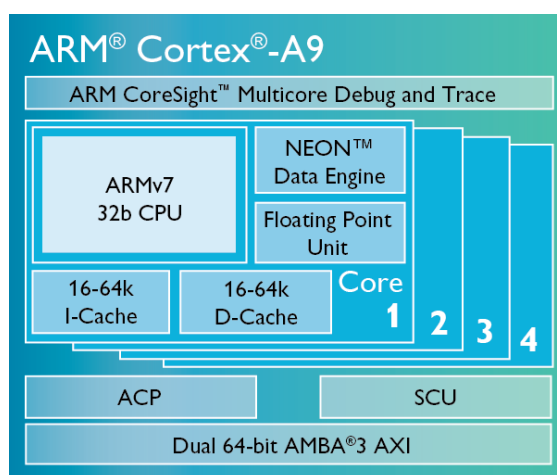 ARM® Cortex®-A9
ARM CoreSight™ Multicore Debug and Trace
ARMv7
32b CPU
NEON™
Data Engine
Floating Point
Unit
16-64k
I-Cache
16-64k
D-Cache
Core
1
2
3
4
ACP
SCU
Dual 64-bit AMBA®3 AXI